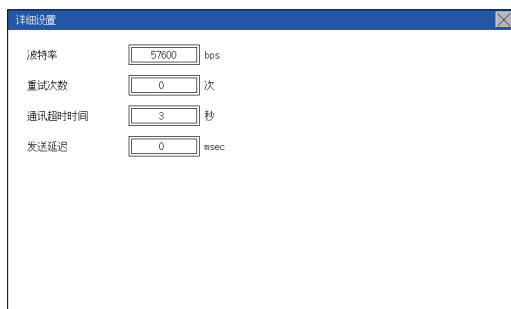 详细设置
波特率 57600 bps
重试次数 0 次
通讯超时时间 3 秒
发送延迟 0 msec